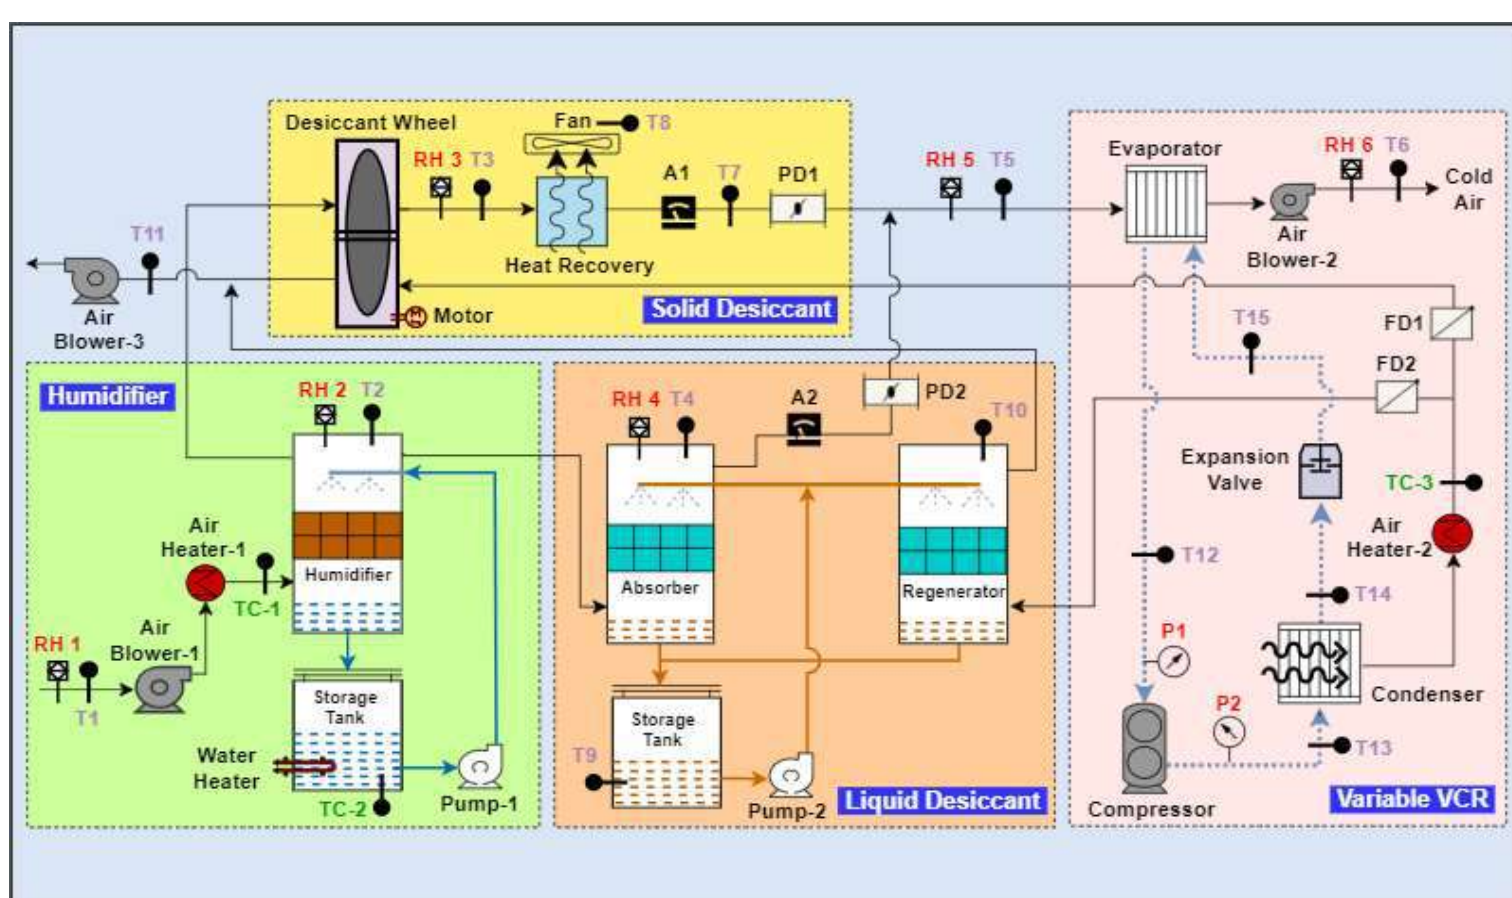 Desiccant Wheel
Fan
T8
RH 3
T3
A1
T7
PD1
Heat Recovery
Motor
Solid Desiccant
T11
Air
Blower-3
RH 5
T5
Evaporator
RH 6
T6
Cold
Air
Air
Blower-2
T15
FD1
FD2
Expansion
Valve
TC-3
Air
Heater-2
T12
T14
P1
P2
Condenser
T13
Compressor
Variable VCR
Humidifier
RH 2
T2
Air
Heater-1
TC-1
Humidifier
RH 1
T1
Air
Blower-1
Storage
Tank
Water
Heater
TC-2
C
Pump-1
RH 4
T4
A2
PD2
T10
Absorber
Regenerator
Storage
Tank
T9
C
Pump-2
Liquid Desiccant